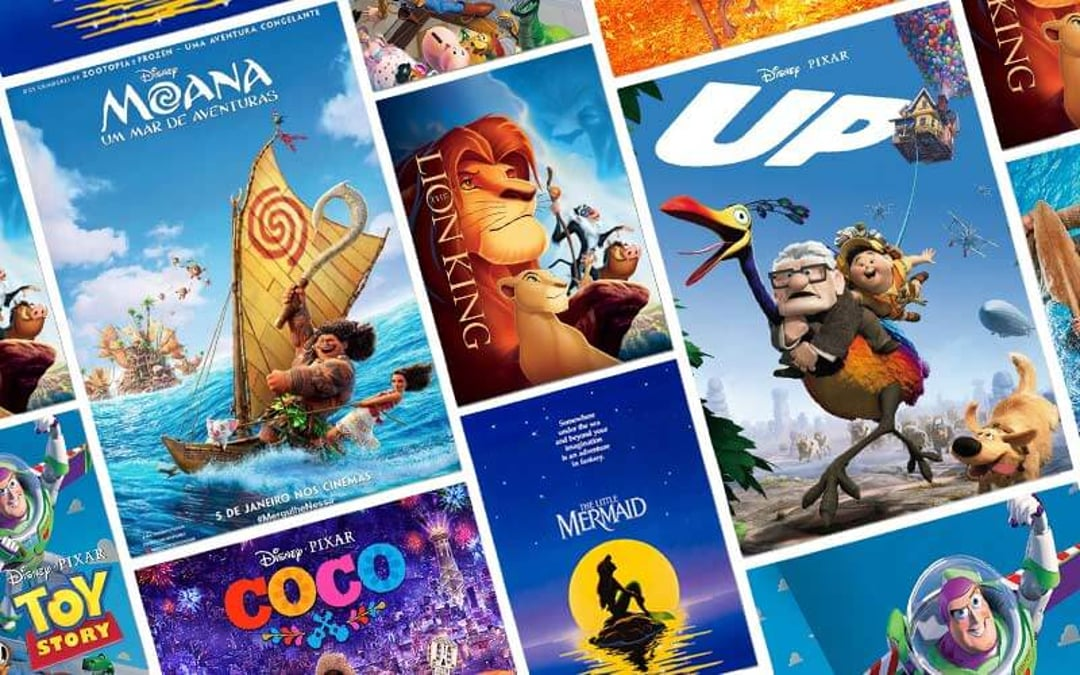 DOS CRIADORES DE ZOOTOPIA E FROZEN - UMA AVENTURA CONGELANTE
Disney
MOANA
UM MAR DE AVENTURAS
5 DE JANEIRO NOS CINEMAS
#MergulheNessa
THE
LION KING
Disney PIXAR
UP
KING
Disney PIXAR
TOY
STORY
Disney PIXAR
COCO
Somewhere
under the sea
and beyond your
imagination
is an adventure
in fantasy.
THE LITTLE
MERMAID